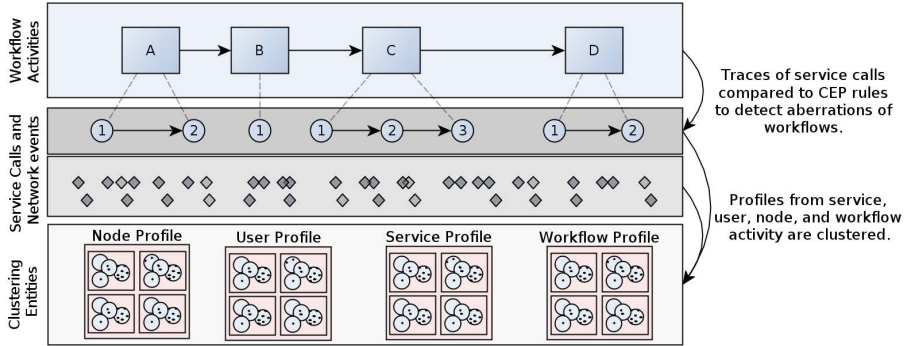 Workflow
Activities
A
B
C
D
Traces of service calls
compared to CEP rules
to detect aberrations of
workflows.
Service Calls and
Network events
1
2
1
1
2
3
1
2
Profiles from service,
user, node, and workflow
activity are clustered.
Clustering
Entities
Node Profile
User Profile
Service Profile
Workflow Profile